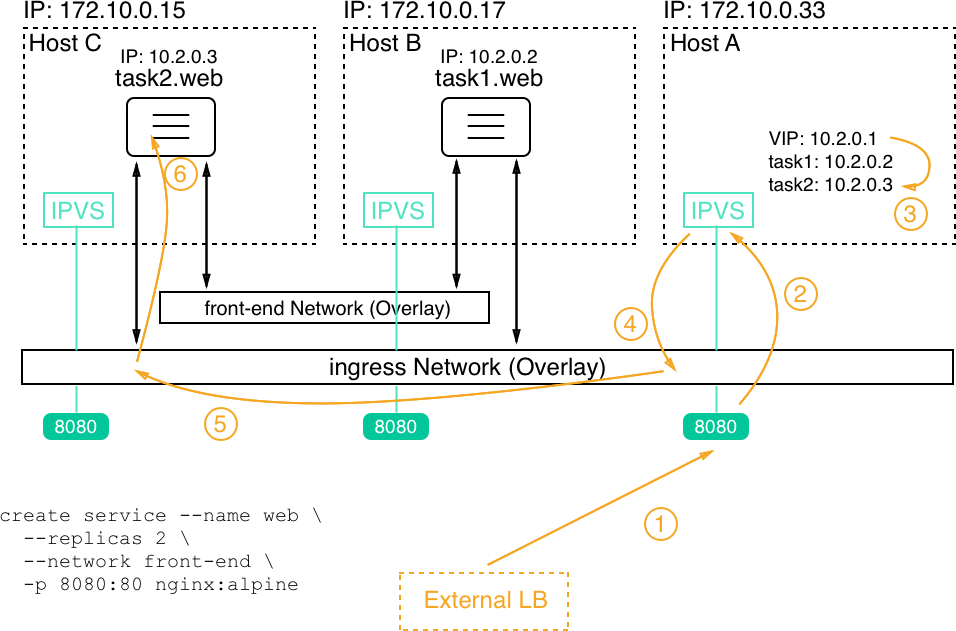 IP: 172.10.0.15
IP: 172.10.0.17
IP: 172.10.0.33
Host C
Host B
Host A
IP: 10.2.0.3
task2.web
IP: 10.2.0.2
task1.web
VIP: 10.2.0.1
task1: 10.2.0.2
task2: 10.2.0.3
6
3
IPVS
IPVS
IPVS
2
4
front-end Network (Overlay)
ingress Network (Overlay)
5
8080
8080
8080
1
create service --name web \
--replicas 2 \
--network front-end \
-p 8080:80 nginx:alpine
External LB